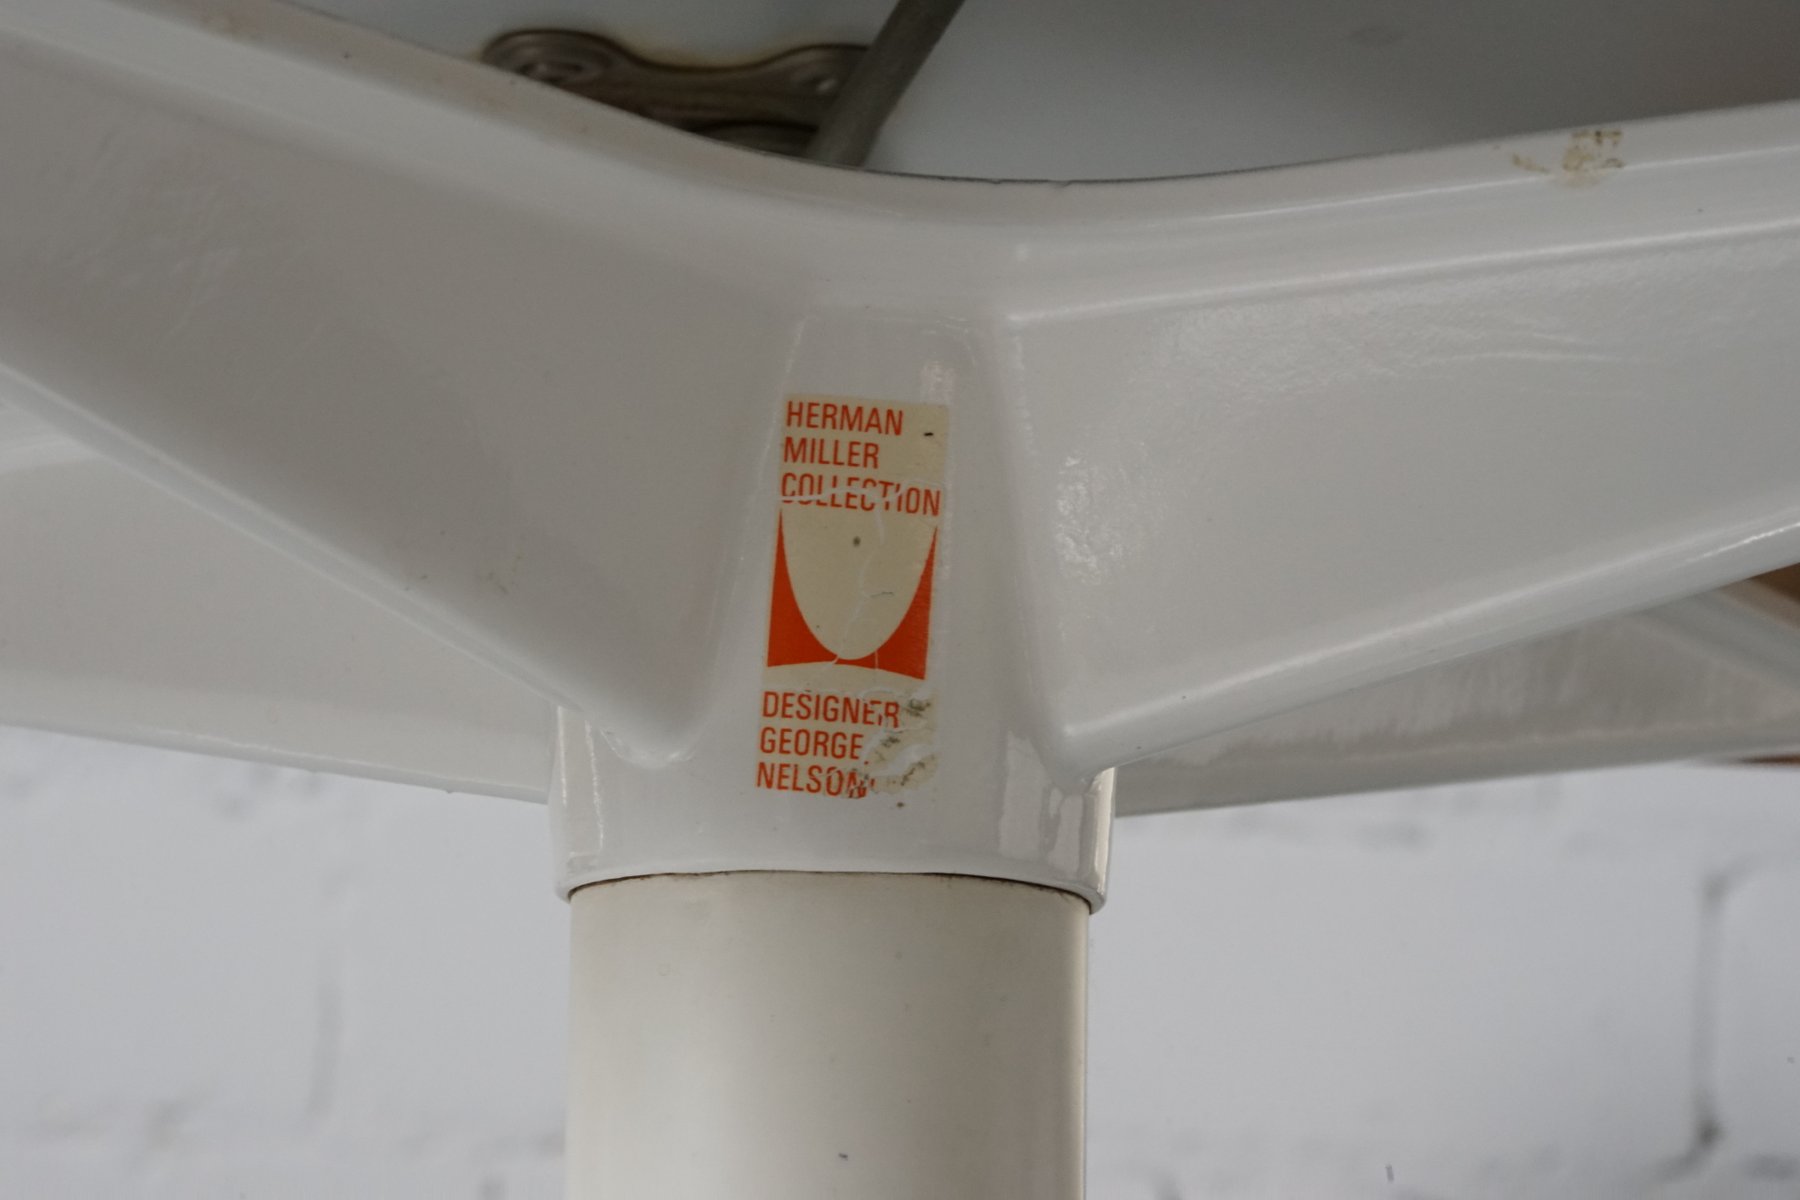 HERMAN
MILLER
COLLECTION
DESIGNER
GEORGE
NELSON